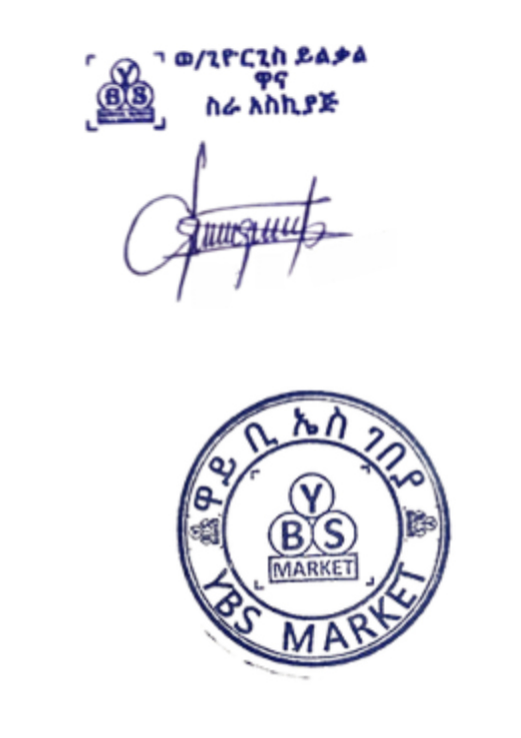 ወ/ጊዮርጊስ ይልቃል
ዋና
ስራ አስኪያጅ
Y
B S
ዋይ ቢ ኤስ ገበያ
Y
B S
MARKET
YBS MARKET